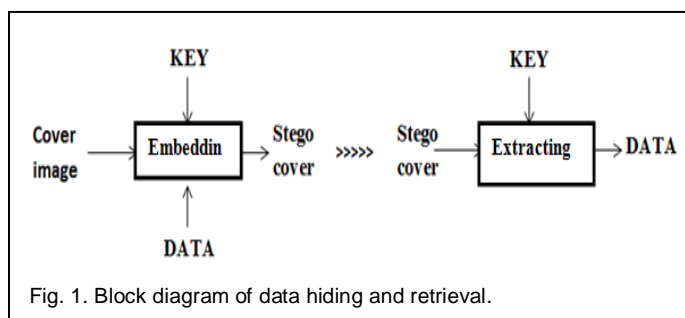 KEY
Cover
image
Embeddin
Stego
cover
DATA
>>>>>
Stego
cover
KEY
Extracting
DATA
Fig. 1. Block diagram of data hiding and retrieval.